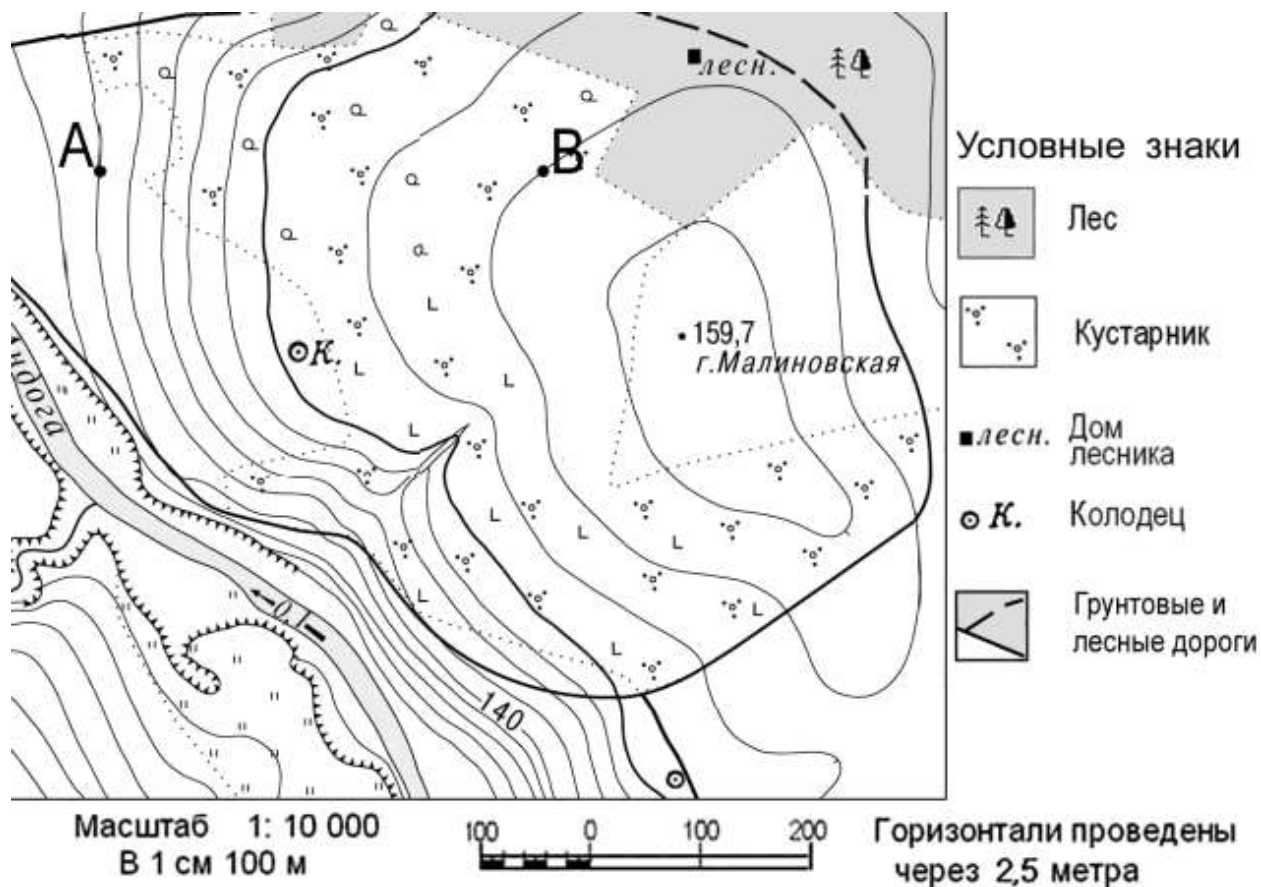 А
В
лесн.
159,7
г.Малиновская
К.
140
0,1
Условные знаки
Лес
Кустарник
лесн. Дом
лесника
К. Колодец
Грунтовые и
лесные дороги
Масштаб 1: 10 000
В 1 см 100 м
100 0 100 200
Горизонтали проведены
через 2,5 метра